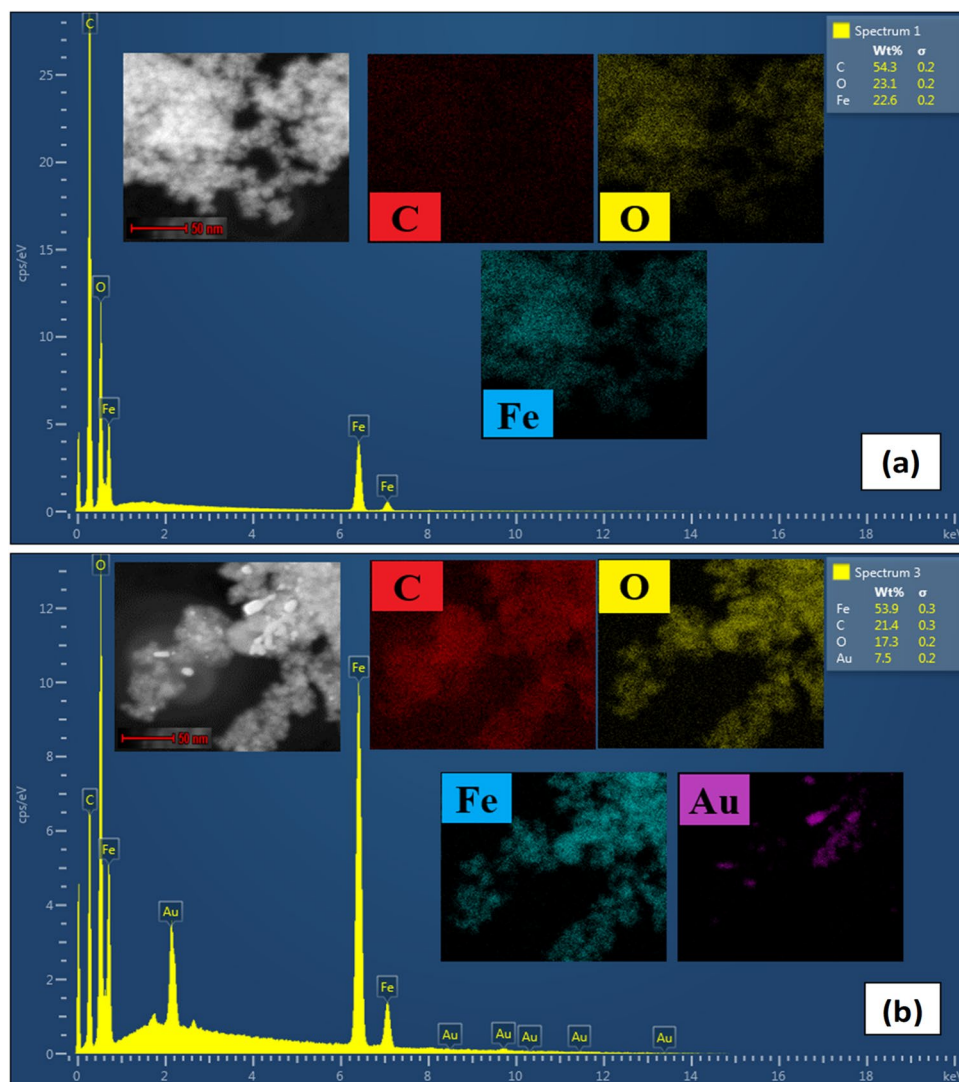 (a)
Spectrum 1
Wt% σ
C 54.3 0.2
O 23.1 0.2
Fe 22.6 0.2
C
O
Fe
50 nm
cps/eV
25
20
15
10
5
0
C
O
Fe
Fe
Fe
0 2 4 6 8 10 12 14 16 18 keV
(a)
Spectrum 3
Wt% σ
Fe 53.9 0.3
C 21.4 0.3
O 17.3 0.2
Au 7.5 0.2
C
O
Fe
Au
50 nm
cps/eV
12
10
8
6
4
2
0
O
C
Fe
Au
Fe
Fe
Au
Au
Au
Au
Au
0 2 4 6 8 10 12 14 16 18 keV
(b)